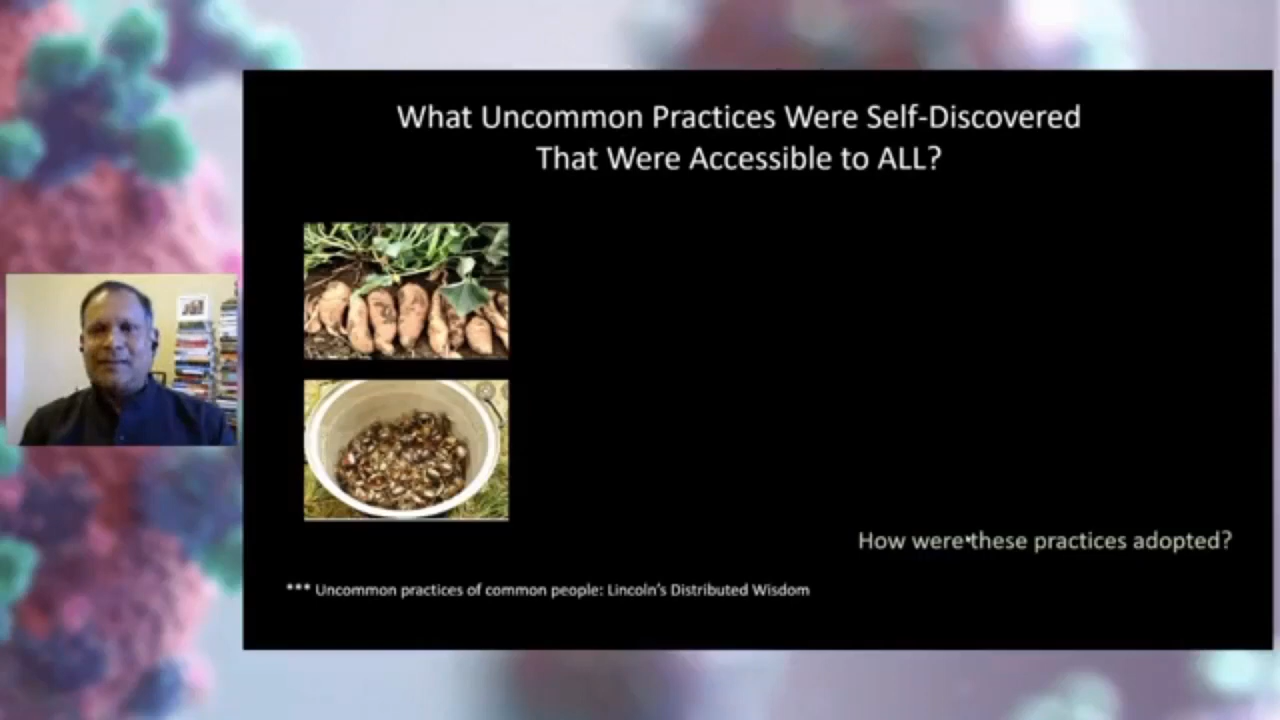 What Uncommon Practices Were Self-Discovered
That Were Accessible to ALL?
How were these practices adopted?
*** Uncommon practices of common people: Lincoln's Distributed Wisdom